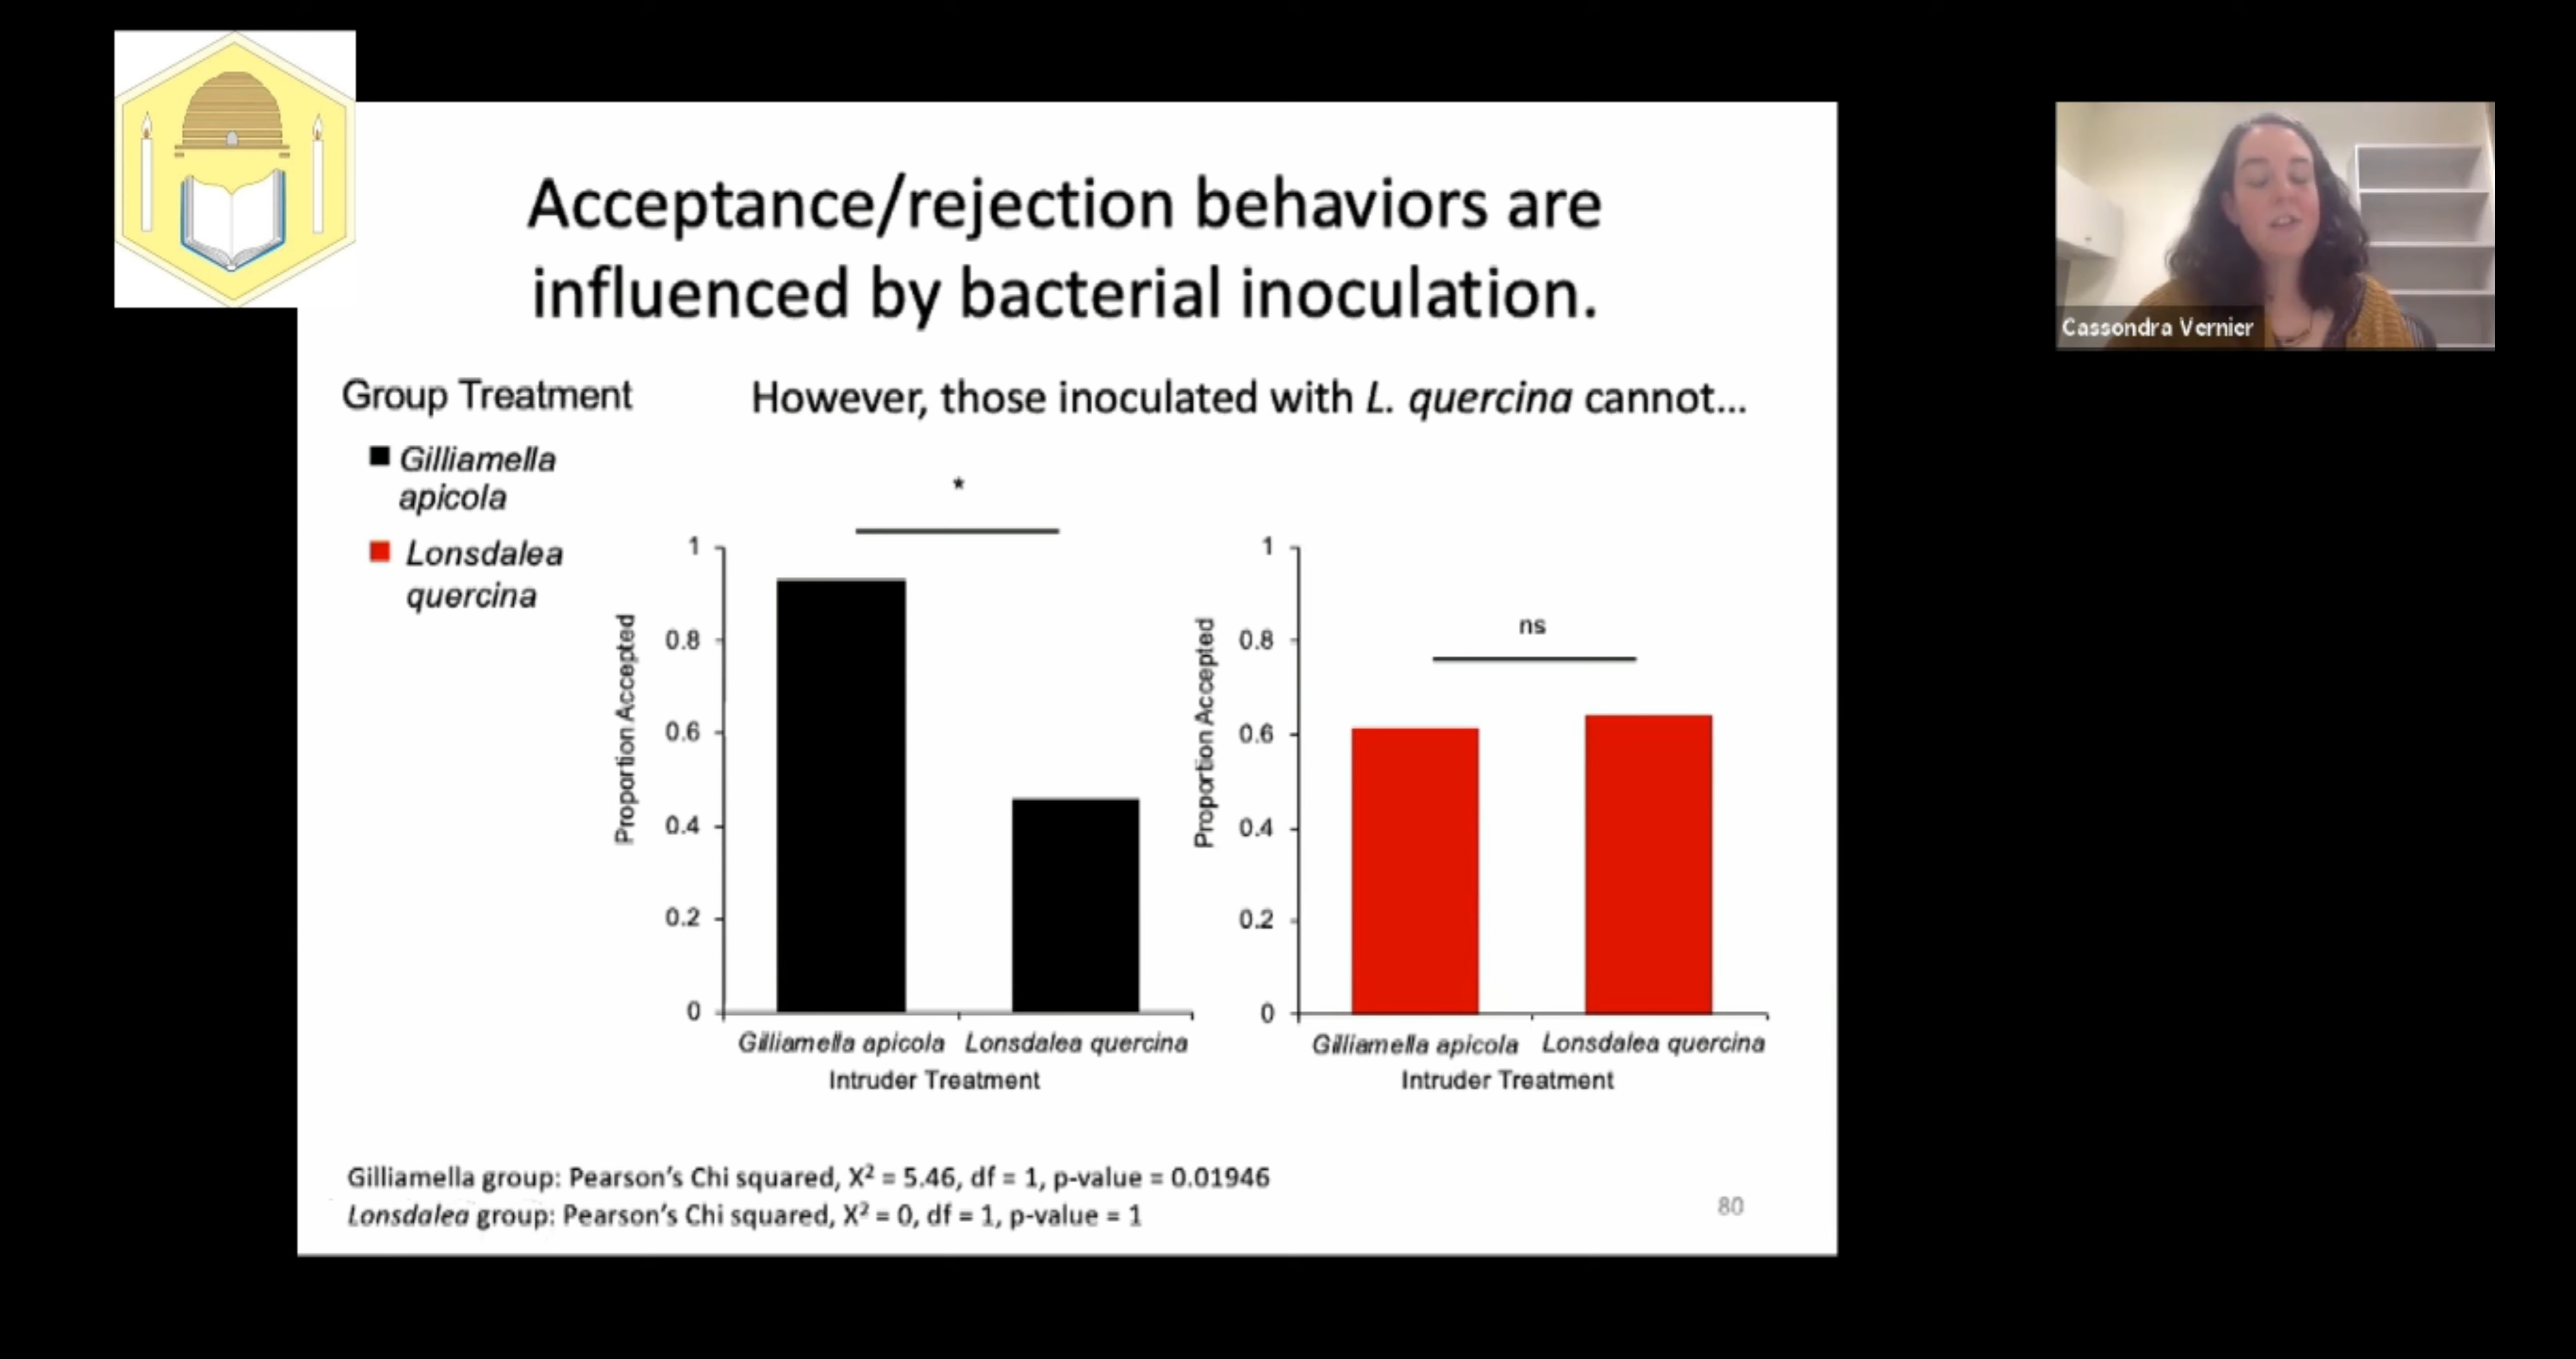 Acceptance/rejection behaviors are
influenced by bacterial inoculation.
Cassondra Vernier
Group Treatment
However, those inoculated with L. quercina cannot...
Gilliamella
apicola
Lonsdalea
quercina
*
1
0.8
0.6
0.4
0.2
0
Proportion Accepted
Gilliamella apicola Lonsdalea quercina
Intruder Treatment
ns
1
0.8
0.6
0.4
0.2
0
Proportion Accepted
Gilliamella apicola Lonsdalea quercina
Intruder Treatment
Gilliamella group: Pearson's Chi squared, X² = 5.46, df = 1, p-value = 0.01946
Lonsdalea group: Pearson's Chi squared, X² = 0, df = 1, p-value = 1
80